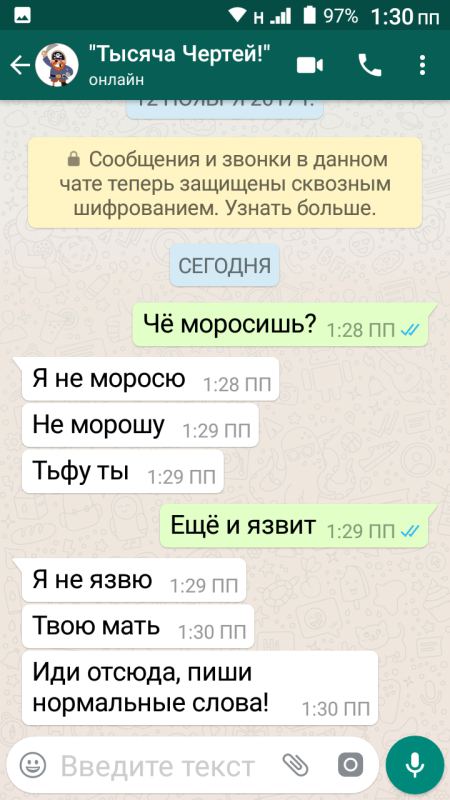 Н 97% 1:30 ПП
"Тысяча Чертей!"
онлайн
12 НОЯБРЯ 2017 Г.
Сообщения и звонки в данном
чате теперь защищены сквозным
шифрованием. Узнать больше.
СЕГОДНЯ
Чё моросишь? 1:28 ПП
Я не моросю 1:28 ПП
Не морошу 1:29 ПП
Тьфу ты 1:29 ПП
Ещё и язвит 1:29 ПП
Я не язвю 1:29 ПП
Твою мать 1:30 ПП
Иди отсюда, пиши
нормальные слова! 1:30 ПП
Введите текст